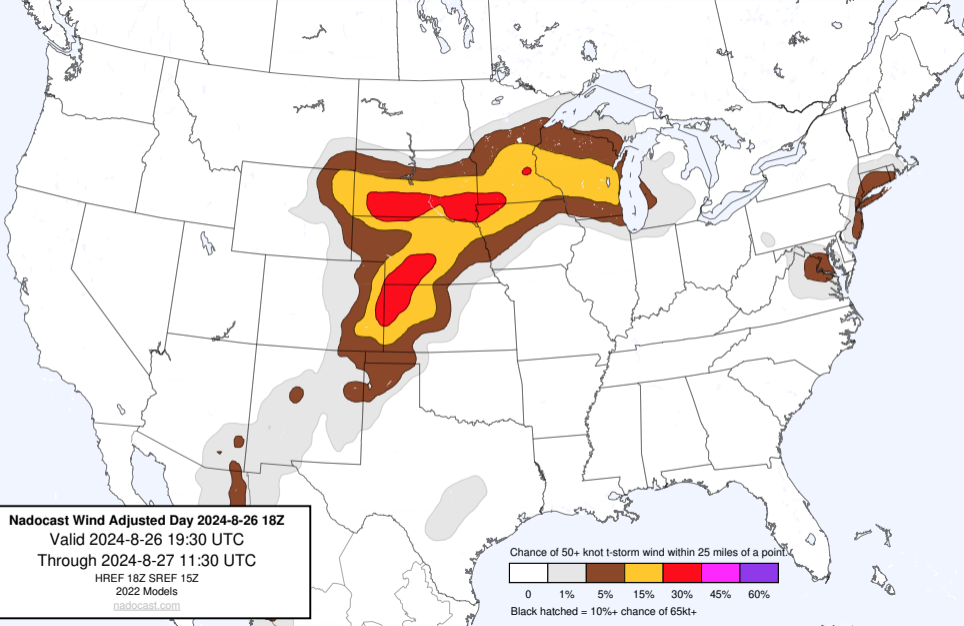 Nadocast Wind Adjusted Day 2024-8-26 18Z
Valid 2024-8-26 19:30 UTC
Through 2024-8-27 11:30 UTC
HREF 18Z SREF 15Z
2022 Models
nadocast.com
Chance of 50+ knot t-storm wind within 25 miles of a point.
0 1% 5% 15% 30% 45% 60%
Black hatched = 10%+ chance of 65kt+